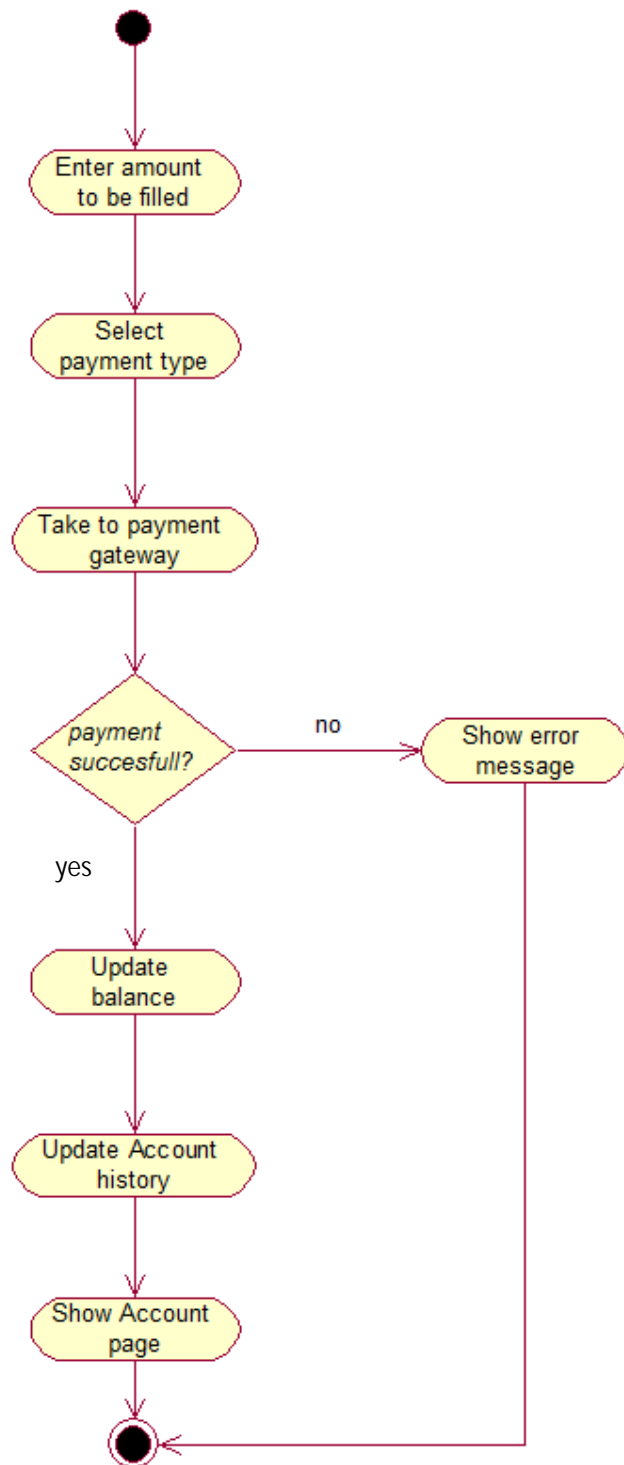 Enter amount
to be filled
Select
payment type
Take to payment
gateway
payment
succesfull?
no
Show error
message
yes
Update
balance
Update Account
history
Show Account
page